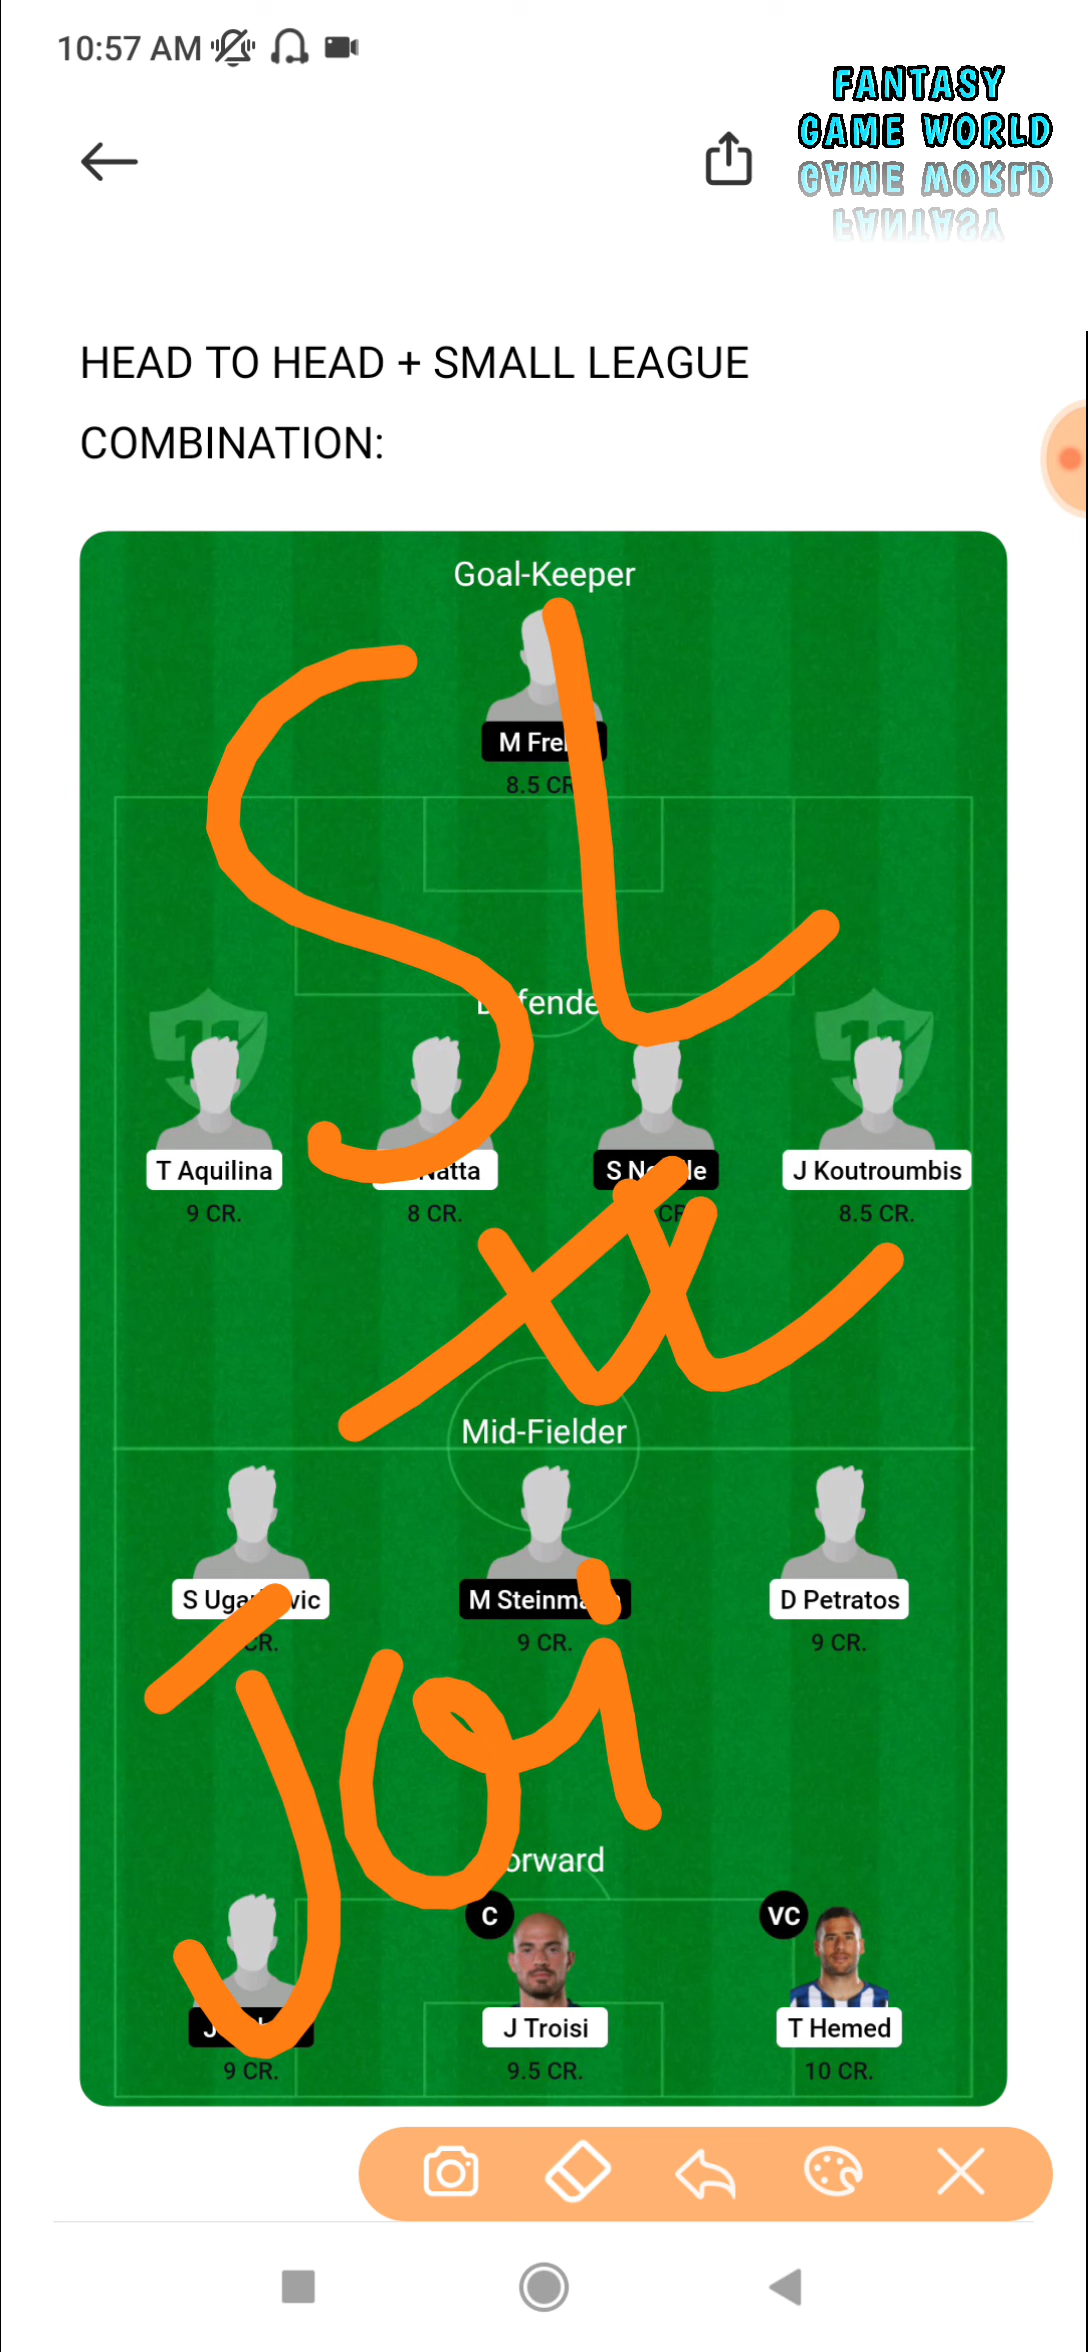 10:57 AM
FANTASY
GAME WORLD
HEAD TO HEAD + SMALL LEAGUE
COMBINATION:
Goal-Keeper
8.5 CR
T Aquilina
J Koutroumbis
9 CR.
8 CR.
8.5 CR.
Mid-Fielder
D Petratos
9 CR.
9 CR.
C
VC
J Troisi
T Hemed
9 CR.
9.5 CR.
10 CR.
SL